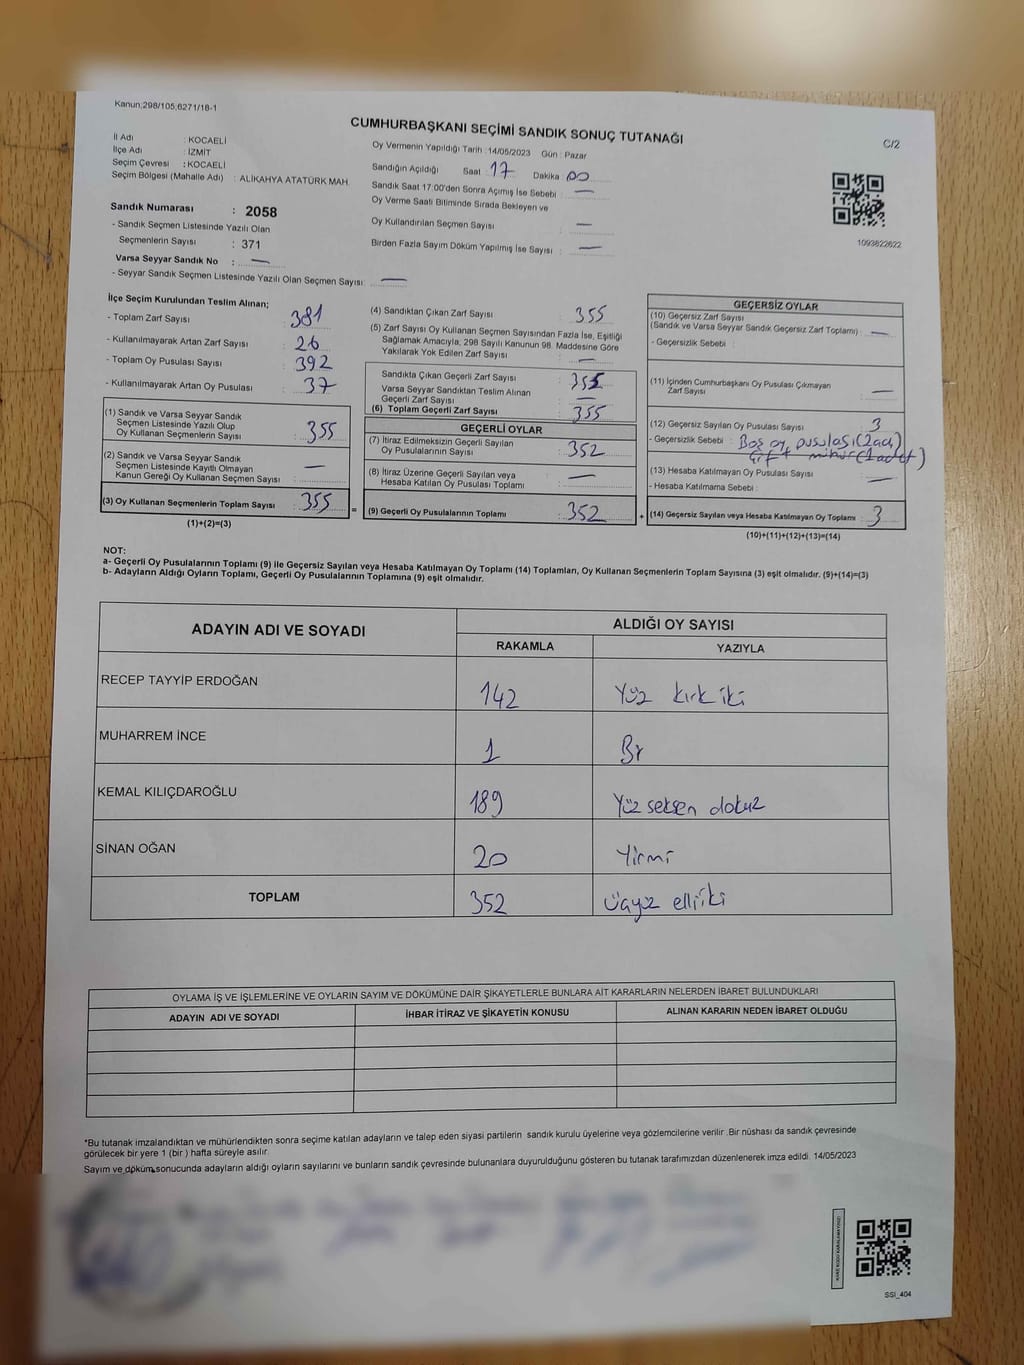 Kanun;298/105,6271/18-1
CUMHURBAŞKANI SEÇİMİ SANDIK SONUÇ TUTANAĞI
C/2
İl Adı : KOCAELİ
İlçe Adı : İZMİT
Seçim Çevresi : KOCAELİ
Seçim Bölgesi (Mahalle Adı) : ALİKAHYA ATATÜRK MAH.
Oy Vermenin Yapıldığı Tarih :14/05/2023 Gün : Pazar
Sandığın Açıldığı Saat 17 Dakika 00
Sandık Saat 17:00'den Sonra Açımış İse Sebebi : —
Oy Verme Saati Bitiminde Sırada Bekleyen ve
Oy Kullandırılan Seçmen Sayısı : —
Birden Fazla Sayım Döküm Yapılmış İse Sayısı : —
1093622622
Sandık Numarası : 2058
- Sandık Seçmen Listesinde Yazılı Olan
Seçmenlerin Sayısı : 371
Varsa Seyyar Sandık No : —
- Seyyar Sandık Seçmen Listesinde Yazılı Olan Seçmen Sayısı: —
İlçe Seçim Kurulundan Teslim Alınan;
- Toplam Zarf Sayısı : 381
- Kullanılmayarak Artan Zarf Sayısı : 26
- Toplam Oy Pusulası Sayısı : 392
- Kullanılmayarak Artan Oy Pusulası : 37
(1) Sandık ve Varsa Seyyar Sandık
Seçmen Listesinde Yazılı Olup
Oy Kullanan Seçmenlerin Sayısı : 355
(2) Sandık ve Varsa Seyyar Sandık
Seçmen Listesinde Kayıtlı Olmayan
Kanun Gereği Oy Kullanan Seçmen Sayısı : —
(3) Oy Kullanan Seçmenlerin Toplam Sayısı : 355
(1)+(2)=(3)
(4) Sandıktan Çıkan Zarf Sayısı : 355
(5) Zarf Sayısı Oy Kullanan Seçmen Sayısından Fazla İse, Eşitliği
Sağlamak Amacıyla, 298 Sayılı Kanunun 98. Maddesine Göre
Yakılarak Yok Edilen Zarf Sayısı : —
Sandıkta Çıkan Geçerli Zarf Sayısı : 355
Varsa Seyyar Sandıktan Teslim Alınan
Geçerli Zarf Sayısı : —
(6) Toplam Geçerli Zarf Sayısı : 355
GEÇERLİ OYLAR
(7) İtiraz Edilmeksizin Geçerli Sayılan
Oy Pusulalarının Sayısı : 352
(8) İtiraz Üzerine Geçerli Sayılan veya
Hesaba Katılan Oy Pusulası Toplamı : —
= (9) Geçerli Oy Pusulalarının Toplamı : 352 +
GEÇERSİZ OYLAR
(10) Geçersiz Zarf Sayısı
(Sandık ve Varsa Seyyar Sandık Geçersiz Zarf Toplamı) : —
- Geçersizlik Sebebi :
(11) İçinden Cumhurbaşkanı Oy Pusulası Çıkmayan
Zarf Sayısı : —
(12) Geçersiz Sayılan Oy Pusulası Sayısı : 3
- Geçersizlik Sebebi : Boş oy pusulası (2 adt)
Çift mühür (1 adet)
(13) Hesaba Katılmayan Oy Pusulası Sayısı : —
- Hesaba Katılmama Sebebi :
(14) Geçersiz Sayılan veya Hesaba Katılmayan Oy Toplamı : 3
(10)+(11)+(12)+(13)=(14)
NOT:
a- Geçerli Oy Pusulalarının Toplamı (9) ile Geçersiz Sayılan veya Hesaba Katılmayan Oy Toplamı (14) Toplamları, Oy Kullanan Seçmenlerin Toplam Sayısına (3) eşit olmalıdır. (9)+(14)=(3)
b- Adayların Aldığı Oyların Toplamı, Geçerli Oy Pusulalarının Toplamına (9) eşit olmalıdır.
ADAYIN ADI VE SOYADI ALDIĞI OY SAYISI
RAKAMLA YAZIYLA
RECEP TAYYİP ERDOĞAN 142 Yüz kırk iki
MUHARREM İNCE 1 Bir
KEMAL KILIÇDAROĞLU 189 Yüz seksen dokuz
SİNAN OĞAN 20 Yirmi
TOPLAM 352 Üçyüz elliiki
OYLAMA İŞ VE İŞLEMLERİNE VE OYLARIN SAYIM VE DÖKÜMÜNE DAİR ŞİKAYETLERLE BUNLARA AİT KARARLARIN NELERDEN İBARET BULUNDUKLARI
ADAYIN ADI VE SOYADI İHBAR İTİRAZ VE ŞİKAYETİN KONUSU ALINAN KARARIN NEDEN İBARET OLDUĞU
*Bu tutanak imzalandıktan ve mühürlendikten sonra seçime katılan adayların ve talep eden siyasi partilerin sandık kurulu üyelerine veya gözlemcilerine verilir .Bir nüshası da sandık çevresinde
görülecek bir yere 1 (bir ) hafta süreyle asılır.
Sayım ve döküm sonucunda adayların aldığı oyların sayılarını ve bunların sandık çevresinde bulunanlara duyurulduğunu gösteren bu tutanak tarafımızdan düzenlenerek imza edildi. 14/05/2023
KARE KODU KARALAMAYINIZ!
SSI_404